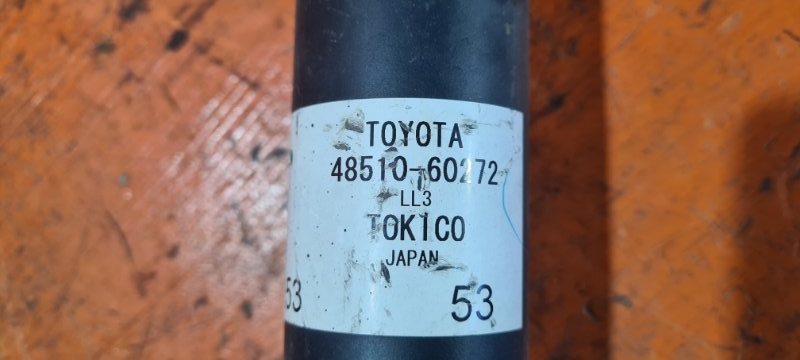 TOYOTA
48510-60272
LL3
TOKICO
JAPAN
53 53